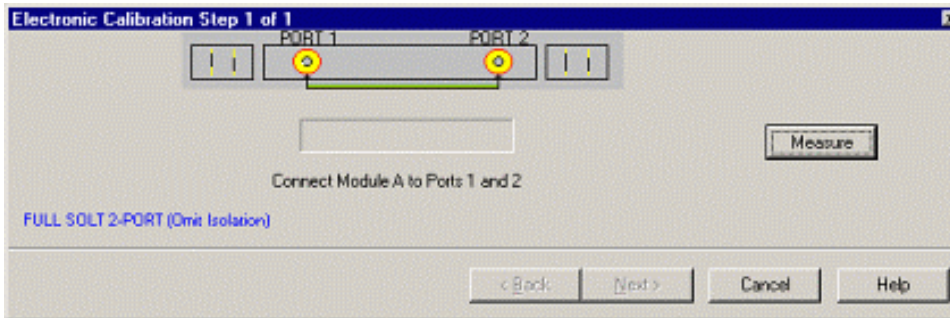 Electronic Calibration Step 1 of 1
PORT 1 PORT 2
Measure
Connect Module A to Ports 1 and 2
FULL SOLT 2-PORT (Omit Isolation)
< Back Next > Cancel Help